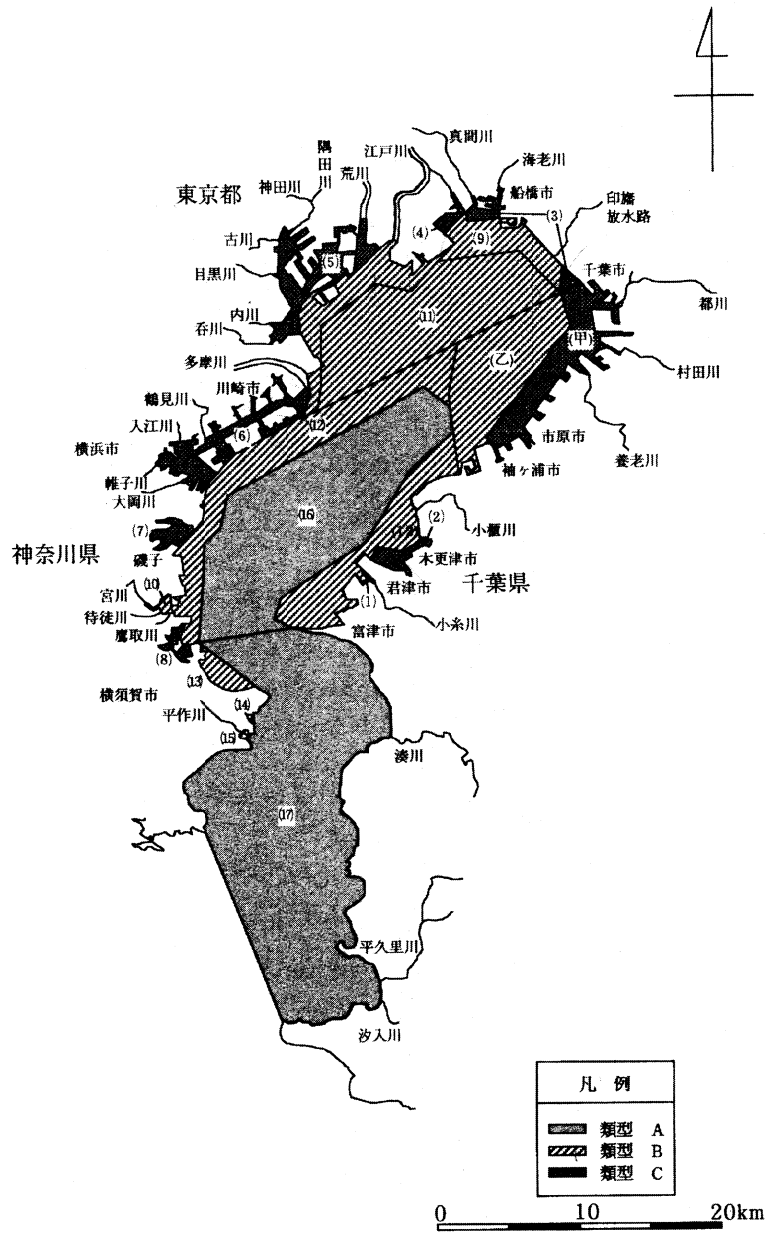 真間川
江戸川
海老川
隅田川
荒川
船橋市
印旛
放水路
東京都
神田川
(3)
(4)
(9)
古川
(5)
千葉市
目黒川
都川
(11)
内川
(甲)
呑川
(乙)
多摩川
村田川
川崎市
鶴見川
(12)
入江川
(6)
市原市
横浜市
養老川
袖ヶ浦市
帷子川
大岡川
(16)
(2)
小櫃川
(7)
木更津市
神奈川県
磯子
千葉県
君津市
(10)
宮川
(1)
小糸川
待従川
富津市
鷹取川
(8)
(13)
横須賀市
(14)
平作川
(15)
湊川
(17)
平久里川
汐入川
凡 例
類型 A
類型 B
類型 C
0 10 20km